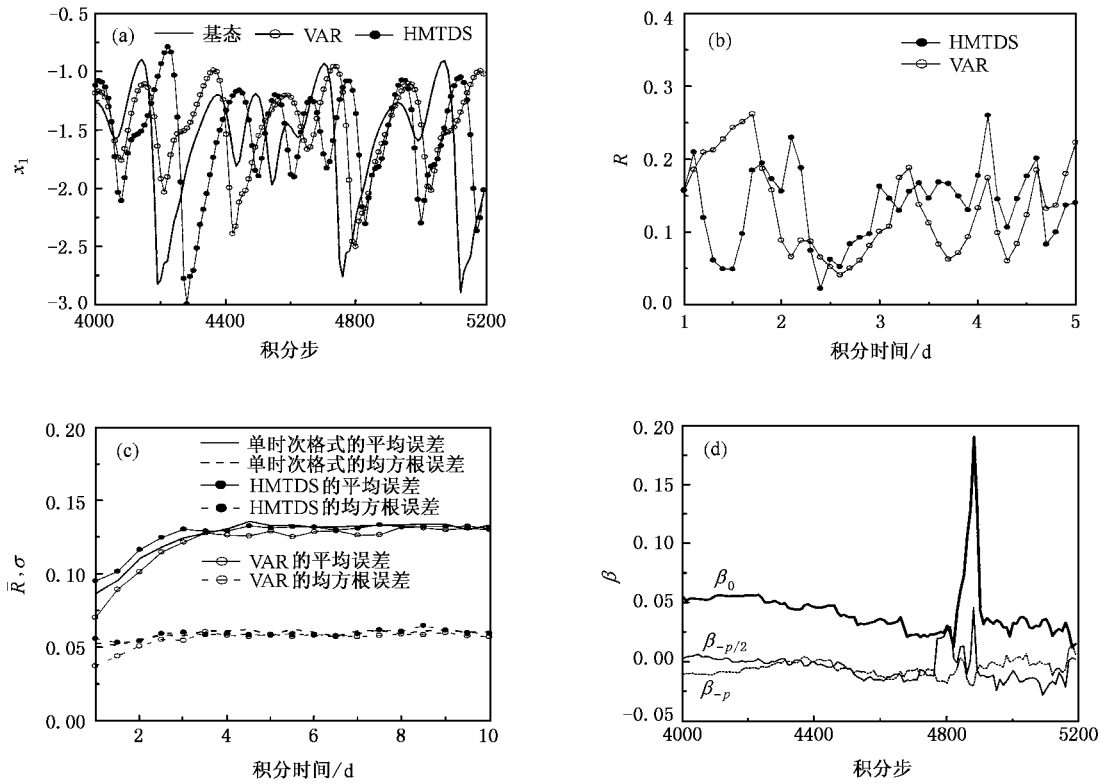 (a)
基态 VAR HMTDS
-0.5
-1.0
-1.5
-2.0
-2.5
-3.0
x₁
4000 4400 4800 5200
积分步
(b)
HMTDS
VAR
0.4
0.3
0.2
0.1
0.0
R
1 2 3 4 5
积分时间/d
(c)
单时次格式的平均误差
单时次格式的均方根误差
HMTDS的平均误差
HMTDS的均方根误差
VAR的平均误差
VAR的均方根误差
0.20
0.15
0.10
0.05
0.00
R̄,σ
2 4 6 8 10
积分时间/d
(d)
0.20
0.15
0.10
0.05
0.00
-0.05
β
β₀
β₋p/2
β₋p
4000 4400 4800 5200
积分步